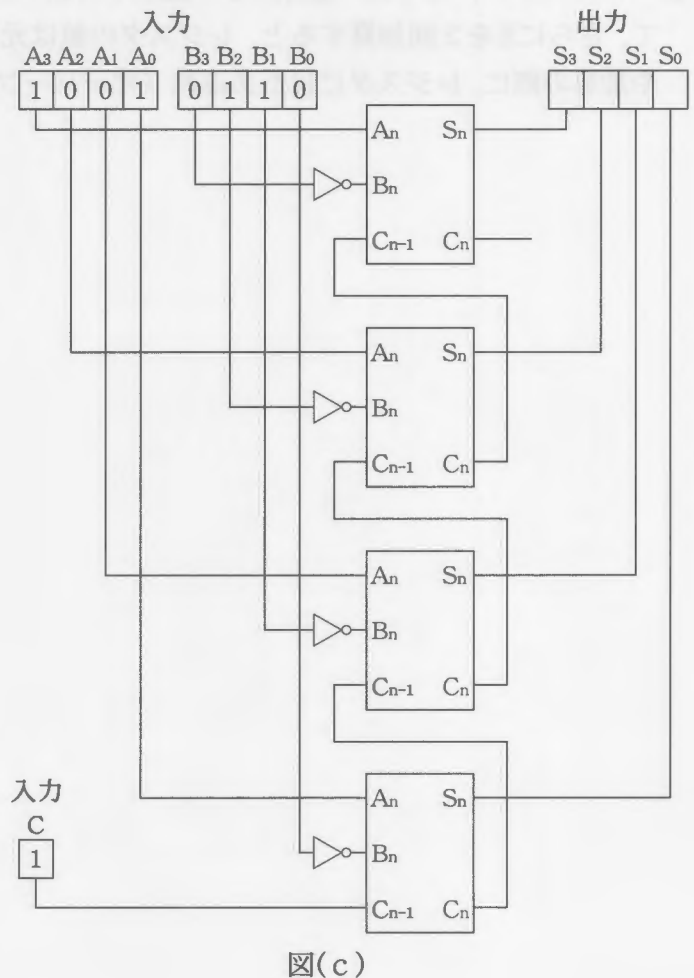 入力
出力
A3 A2 A1 A0
B3 B2 B1 B0
S3 S2 S1 S0
1 0 0 1
0 1 1 0
An Sn
Bn
Cn-1 Cn
An Sn
Bn
Cn-1 Cn
An Sn
Bn
Cn-1 Cn
入力
C
1
An Sn
Bn
Cn-1 Cn
図(c)